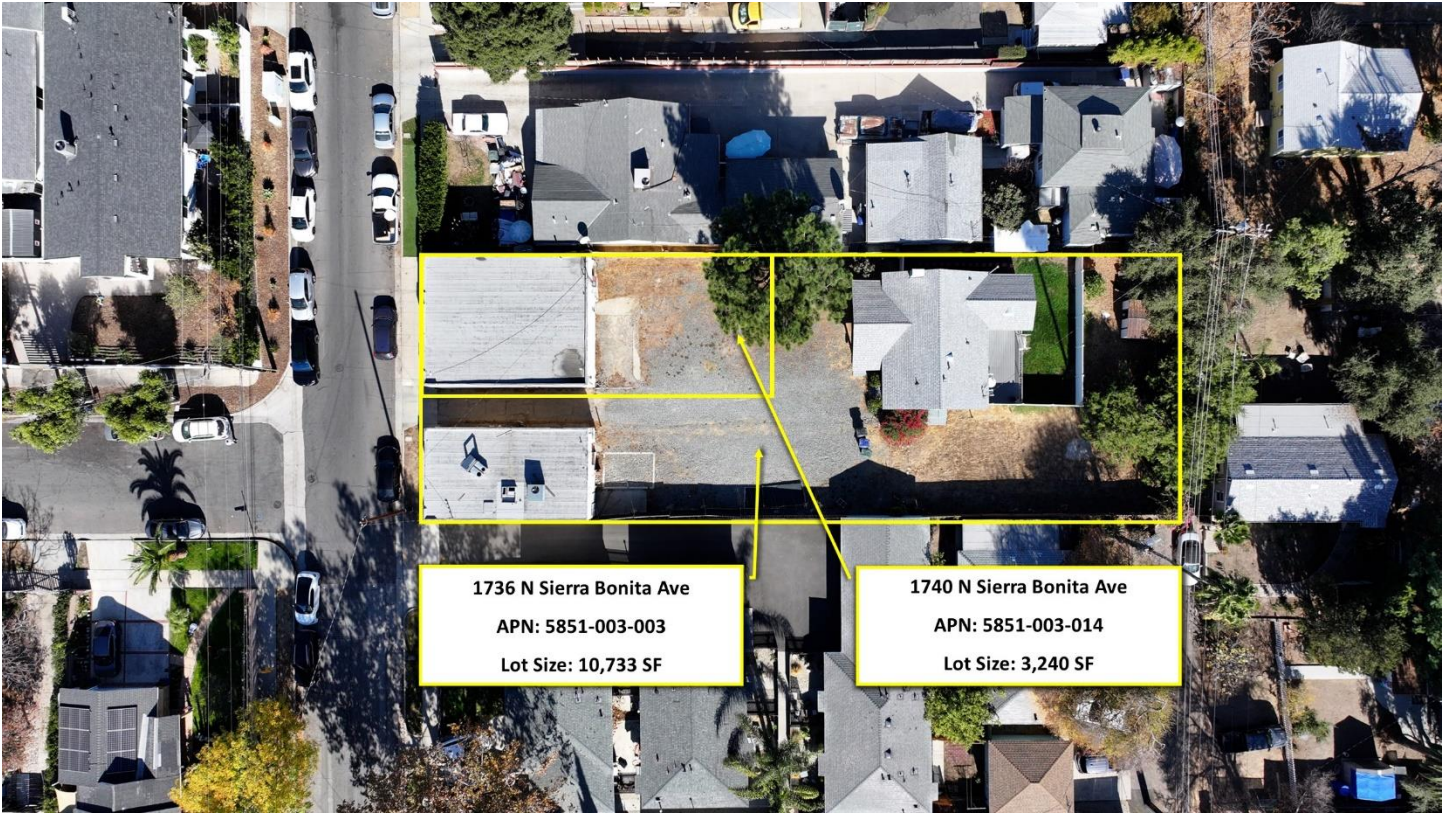 1736 N Sierra Bonita Ave
APN: 5851-003-003
Lot Size: 10,733 SF
1740 N Sierra Bonita Ave
APN: 5851-003-014
Lot Size: 3,240 SF